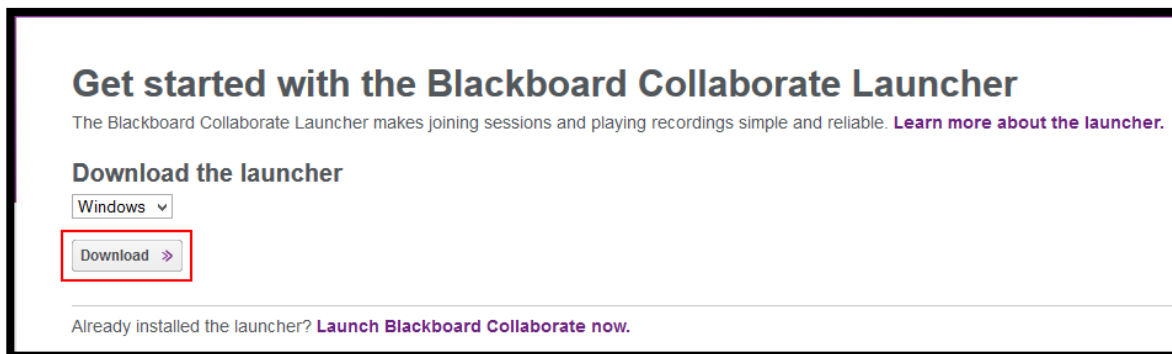 Get started with the Blackboard Collaborate Launcher
The Blackboard Collaborate Launcher makes joining sessions and playing recordings simple and reliable. Learn more about the launcher.
Download the launcher
Windows
Download »
Already installed the launcher? Launch Blackboard Collaborate now.